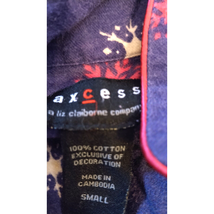 axcess
a liz claiborne company
100% COTTON
EXCLUSIVE OF
DECORATION
MADE IN
CAMBODIA
SMALL